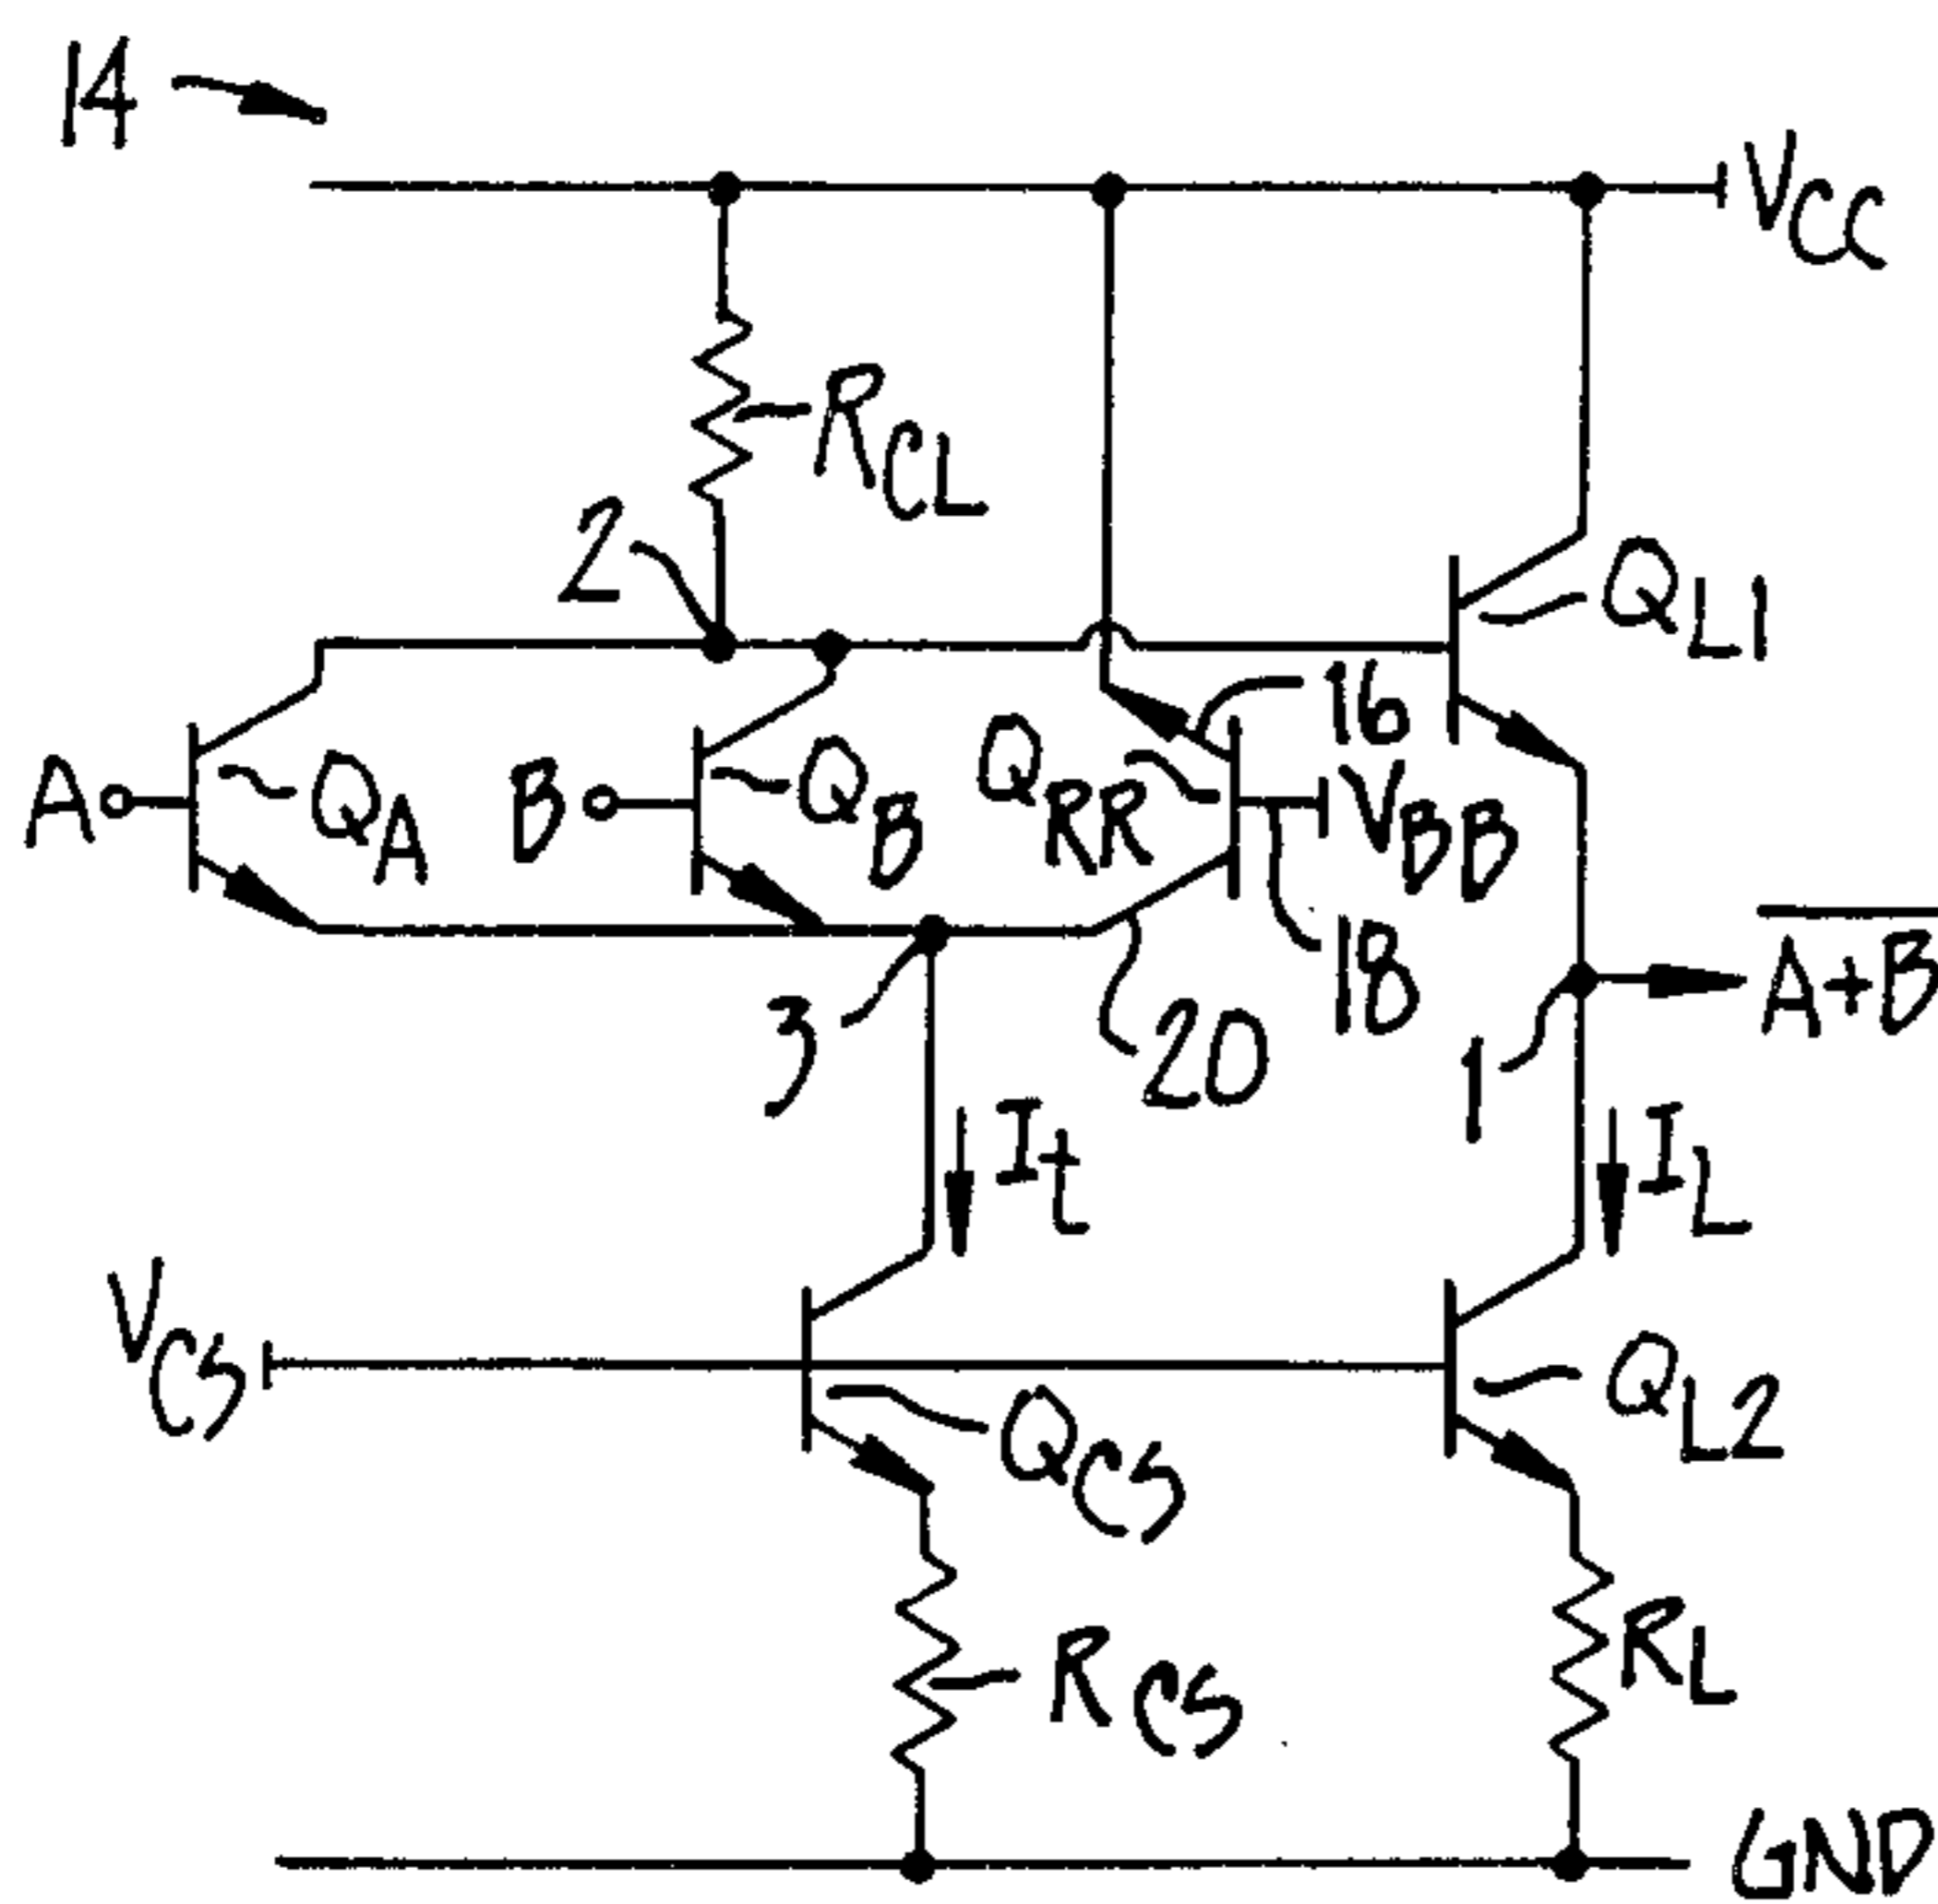 14
VCC
RCL
2
QL1
16
A
QA
B
QB
QRR
VBB
18
A+B
3
20
1
It
IL
VCS
QCS
QL2
RCS
RL
GND